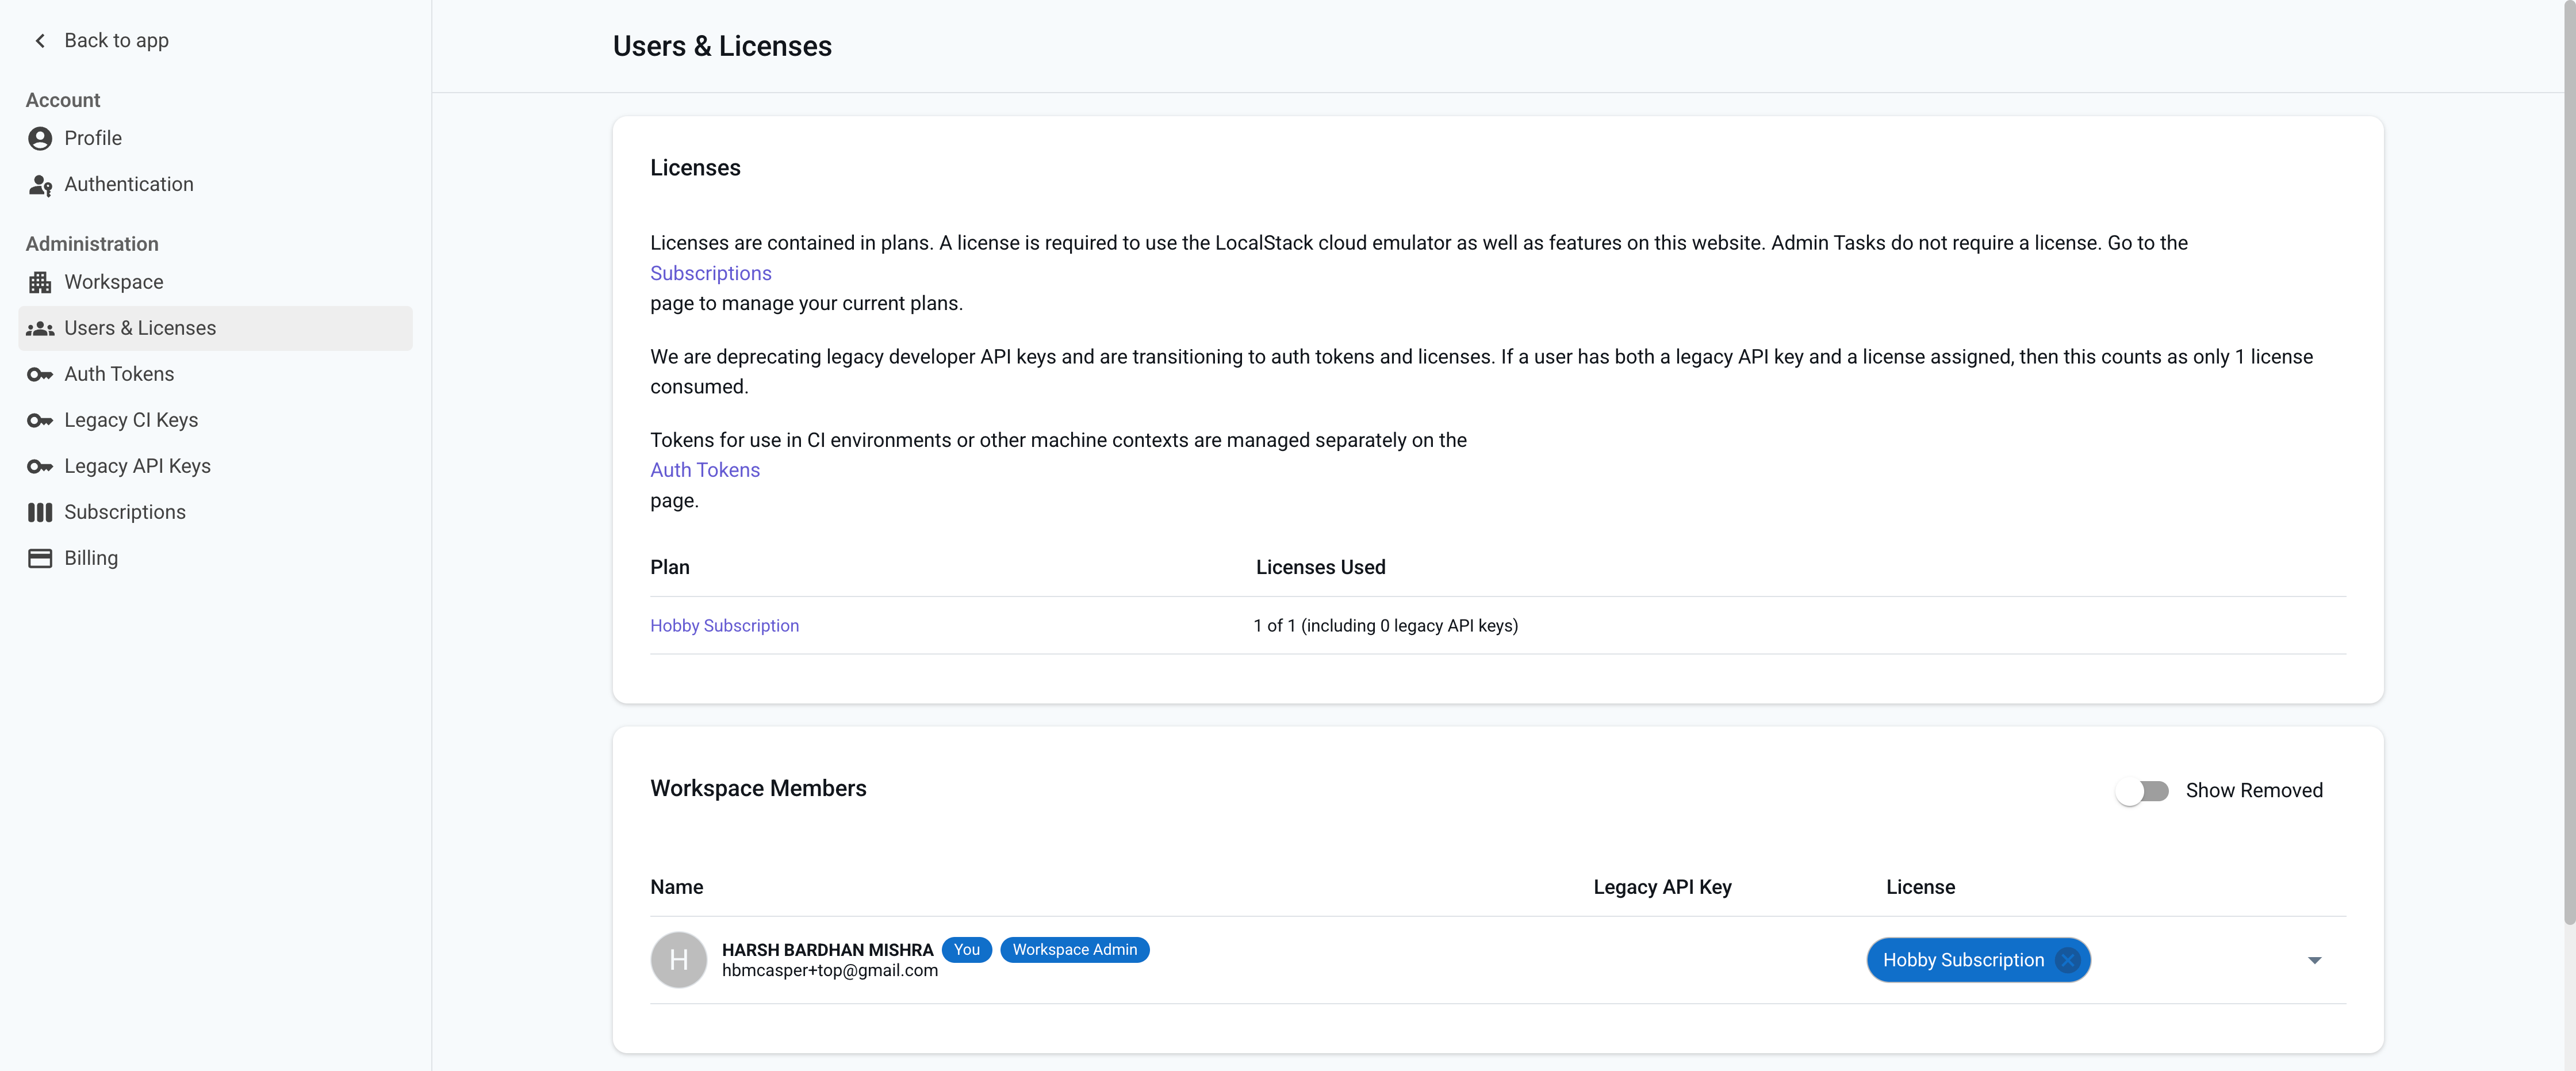 Back to app
Account
Profile
Authentication
Administration
Workspace
Users & Licenses
Auth Tokens
Legacy CI Keys
Legacy API Keys
Subscriptions
Billing
Users & Licenses
Licenses
Licenses are contained in plans. A license is required to use the LocalStack cloud emulator as well as features on this website. Admin Tasks do not require a license. Go to the
Subscriptions
page to manage your current plans.
We are deprecating legacy developer API keys and are transitioning to auth tokens and licenses. If a user has both a legacy API key and a license assigned, then this counts as only 1 license
consumed.
Tokens for use in CI environments or other machine contexts are managed separately on the
Auth Tokens
page.
Plan Licenses Used
Hobby Subscription 1 of 1 (including 0 legacy API keys)
Workspace Members Show Removed
Name Legacy API Key License
H HARSH BARDHAN MISHRA You Workspace Admin
hbmcasper+top@gmail.com
Hobby Subscription